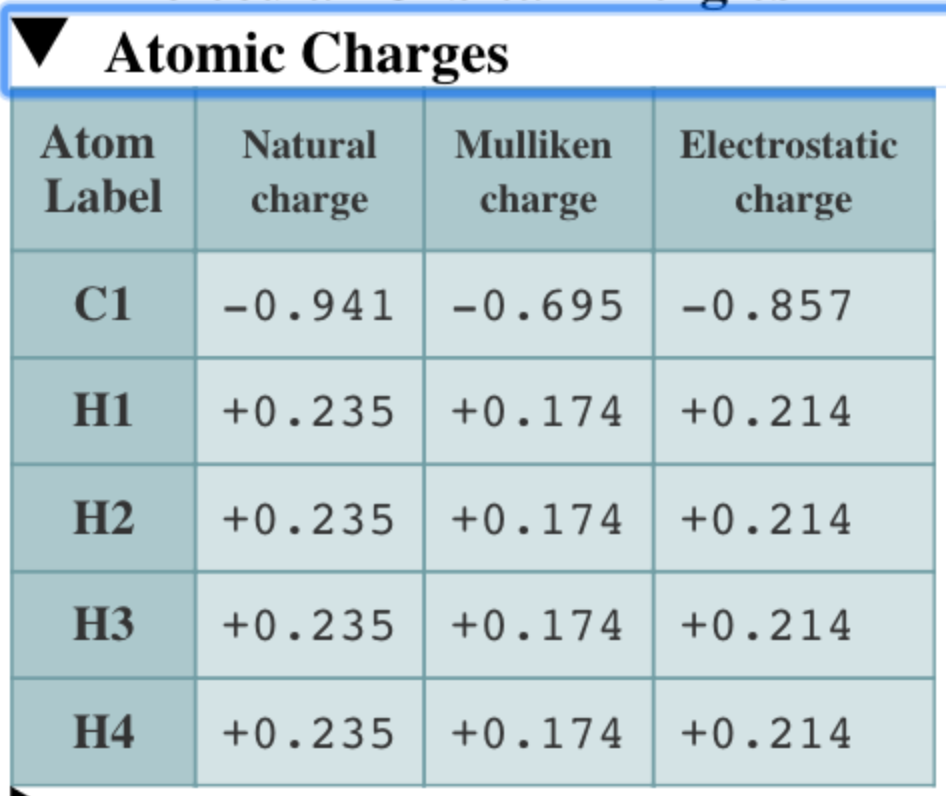 ▼ Atomic Charges
Atom Label Natural charge Mulliken charge Electrostatic charge
C1 −0.941 −0.695 −0.857
H1 +0.235 +0.174 +0.214
H2 +0.235 +0.174 +0.214
H3 +0.235 +0.174 +0.214
H4 +0.235 +0.174 +0.214